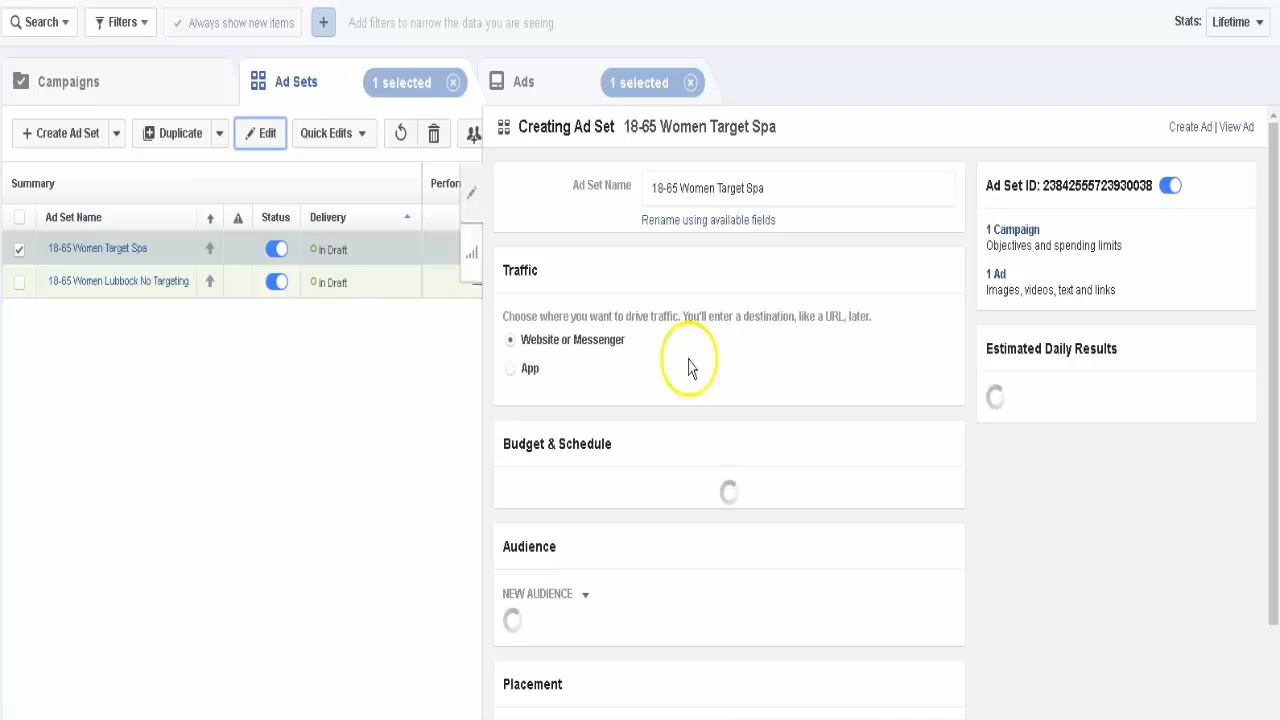 Search
Filters
Always show new items
+
Add filters to narrow the data you are seeing.
Stats:
Lifetime
Campaigns
Ad Sets
1 selected
Ads
1 selected
+ Create Ad Set
Duplicate
Edit
Quick Edits
Creating Ad Set 18-65 Women Target Spa
Create Ad | View Ad
Summary
Perfor
Ad Set Name
Status
Delivery
18-65 Women Target Spa
In Draft
18-65 Women Lubbock No Targeting
In Draft
Ad Set Name
18-65 Women Target Spa
Rename using available fields
Traffic
Choose where you want to drive traffic. You'll enter a destination, like a URL, later.
Website or Messenger
App
Budget & Schedule
Audience
NEW AUDIENCE
Placement
Ad Set ID: 23842555723930038
1 Campaign
Objectives and spending limits
1 Ad
Images, videos, text and links
Estimated Daily Results